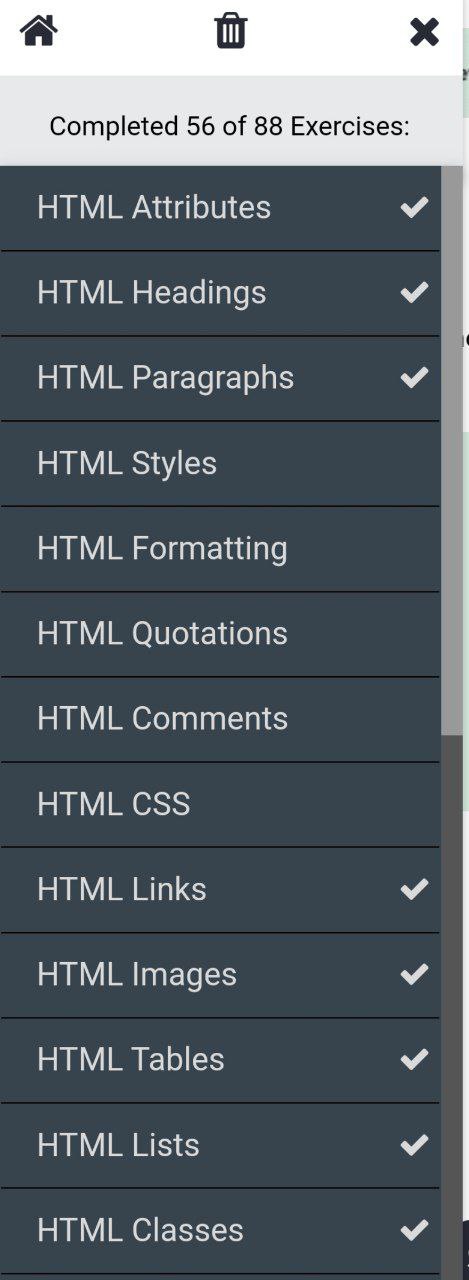 Completed 56 of 88 Exercises:
HTML Attributes
HTML Headings
HTML Paragraphs
HTML Styles
HTML Formatting
HTML Quotations
HTML Comments
HTML CSS
HTML Links
HTML Images
HTML Tables
HTML Lists
HTML Classes